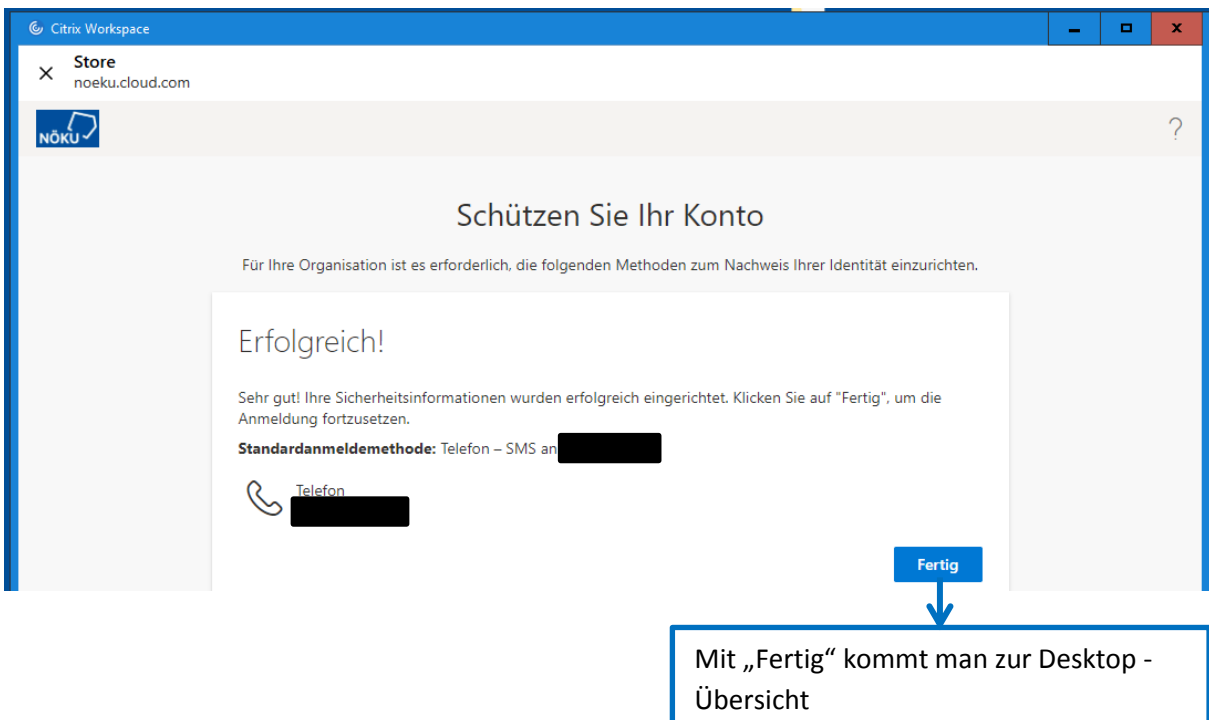 Citrix Workspace
Store
noeku.cloud.com
NÖKU
?
Schützen Sie Ihr Konto
Für Ihre Organisation ist es erforderlich, die folgenden Methoden zum Nachweis Ihrer Identität einzurichten.
Erfolgreich!
Sehr gut! Ihre Sicherheitsinformationen wurden erfolgreich eingerichtet. Klicken Sie auf "Fertig", um die
Anmeldung fortzusetzen.
Standardanmeldemethode: Telefon – SMS an
Telefon
Fertig
Mit „Fertig“ kommt man zur Desktop -
Übersicht